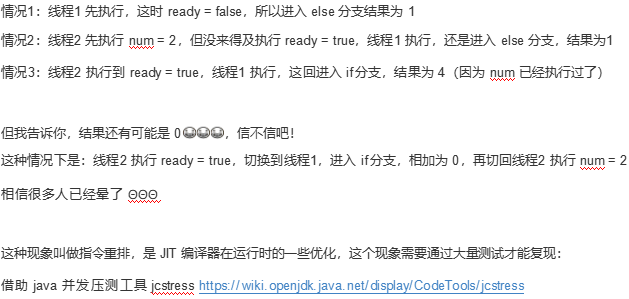 情况1：线程1 先执行，这时 ready = false，所以进入 else 分支结果为 1
情况2：线程2 先执行 num = 2，但没来得及执行 ready = true，线程1 执行，还是进入 else 分支，结果为1
情况3：线程2 执行到 ready = true，线程1 执行，这回进入 if分支，结果为 4（因为 num 已经执行过了）
但我告诉你，结果还有可能是 0😂😂😂，信不信吧！
这种情况下是：线程2 执行 ready = true，切换到线程1，进入 if分支，相加为 0，再切回线程2 执行 num = 2
相信很多人已经晕了 😵😵😵
这种现象叫做指令重排，是 JIT 编译器在运行时的一些优化，这个现象需要通过大量测试才能复现：
借助 java 并发压测工具 jcstress https://wiki.openjdk.java.net/display/CodeTools/jcstress